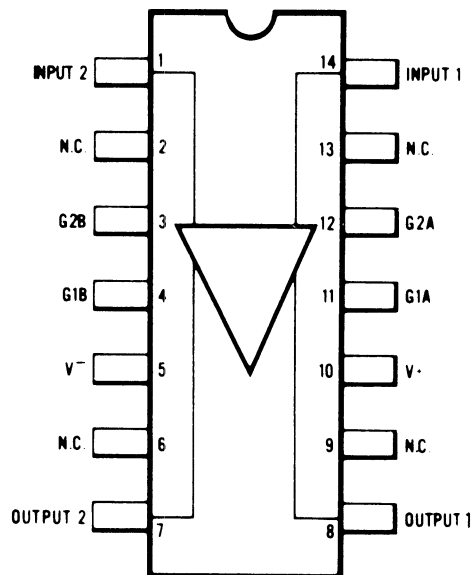 INPUT 2 1 14 INPUT 1
N.C. 2 13 N.C.
G2B 3 12 G2A
G1B 4 11 G1A
V− 5 10 V+
N.C. 6 9 N.C.
OUTPUT 2 7 8 OUTPUT 1